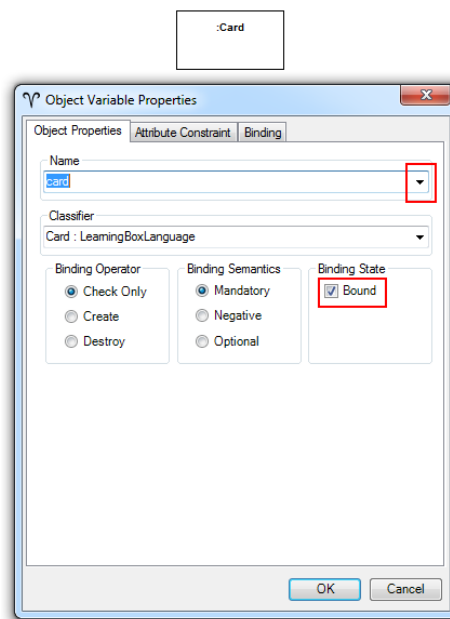 :Card
Object Variable Properties
Object Properties Attribute Constraint Binding
Name
card
Classifier
Card : LearningBoxLanguage
Binding Operator Binding Semantics Binding State
Check Only Mandatory Bound
Create Negative
Destroy Optional
OK Cancel